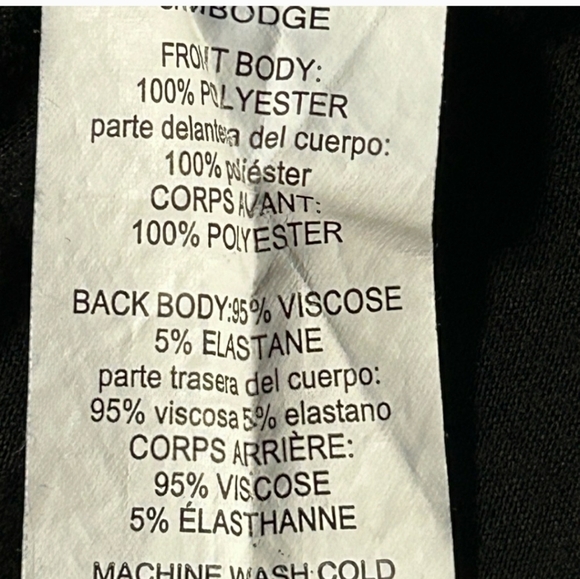 CAMBODGE
FRONT BODY:
100% POLYESTER
parte delantera del cuerpo:
100% poliéster
CORPS AVANT:
100% POLYESTER
BACK BODY:95% VISCOSE
5% ELASTANE
parte trasera del cuerpo:
95% viscosa 5% elastano
CORPS ARRIÈRE:
95% VISCOSE
5% ÉLASTHANNE
MACHINE WASH:COLD